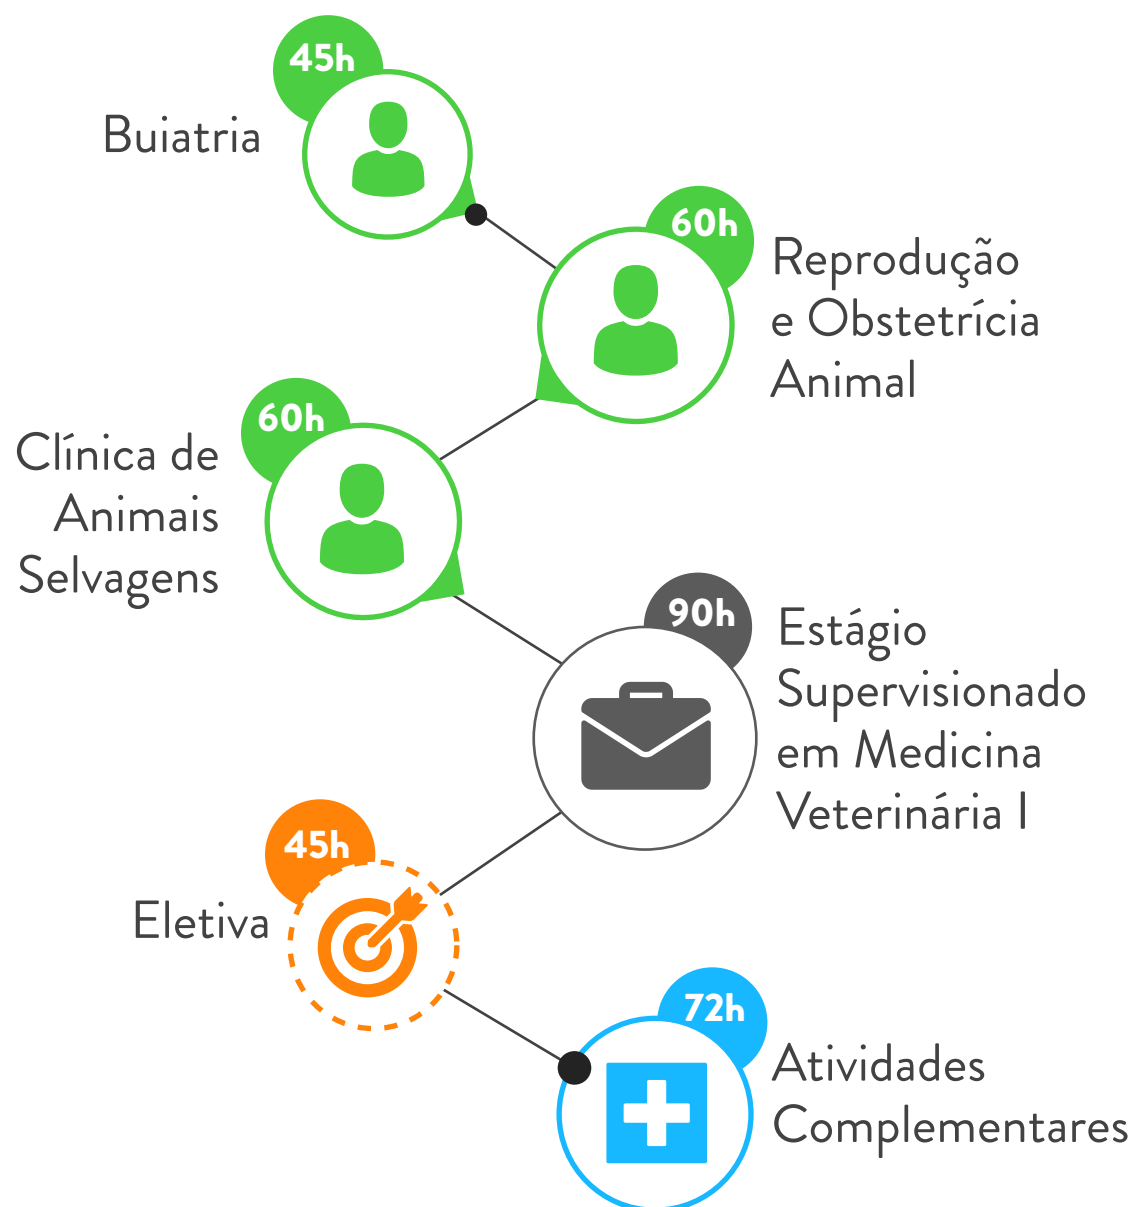 45h
Buiatria
60h
Reprodução
e Obstetrícia
Animal
60h
Clínica de
Animais
Selvagens
90h
Estágio
Supervisionado
em Medicina
Veterinária I
45h
Eletiva
72h
Atividades
Complementares